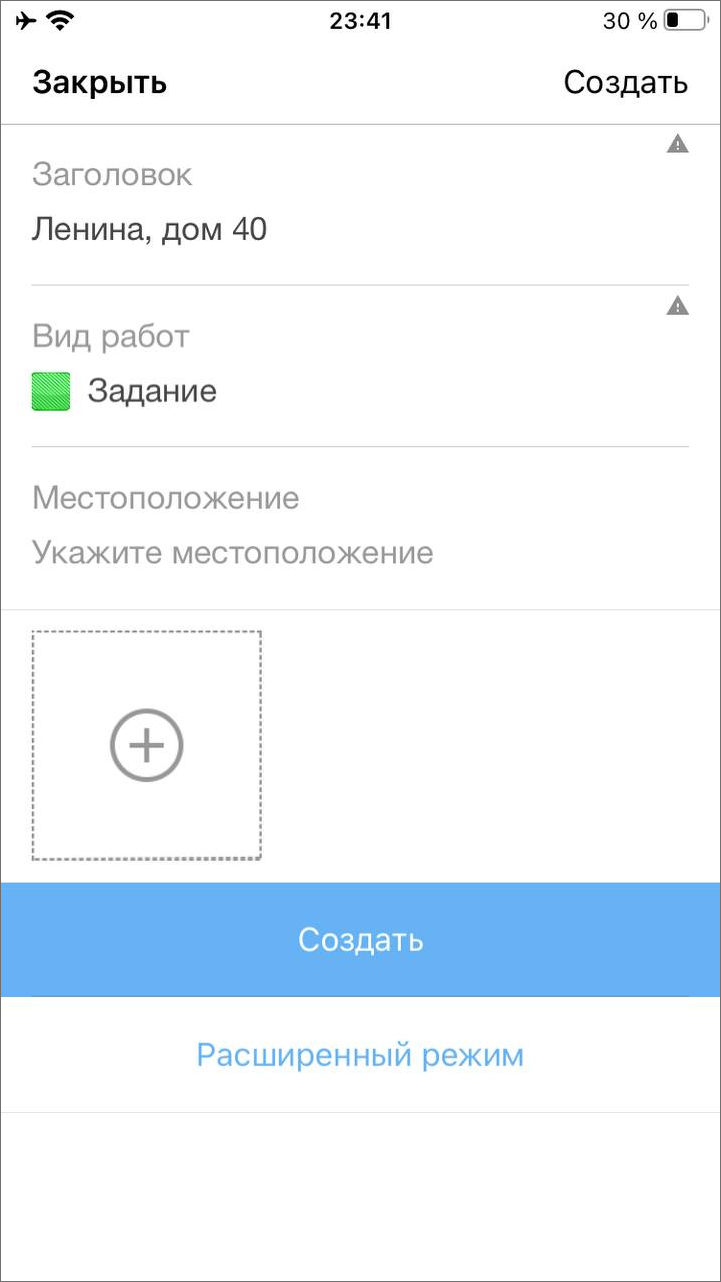 23:41
30 %
Закрыть
Создать
Заголовок
Ленина, дом 40
Вид работ
Задание
Местоположение
Укажите местоположение
Создать
Расширенный режим